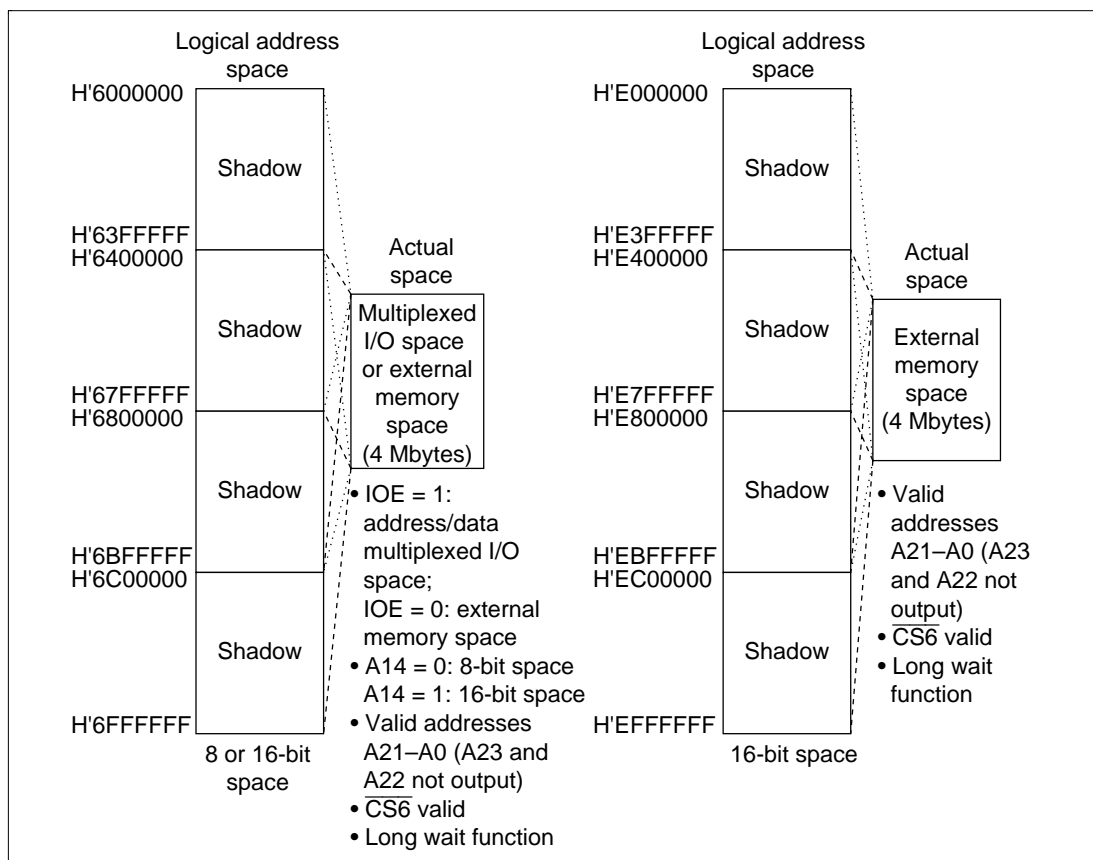 Logical address
space
H'6000000
Shadow
H'63FFFFF
H'6400000
Shadow
H'67FFFFF
H'6800000
Shadow
H'6BFFFFF
H'6C00000
Shadow
H'6FFFFFF
8 or 16-bit
space
Actual
space
Multiplexed
I/O space
or external
memory
space
(4 Mbytes)
• IOE = 1:
address/data
multiplexed I/O
space;
IOE = 0: external
memory space
• A14 = 0: 8-bit space
A14 = 1: 16-bit space
• Valid addresses
A21–A0 (A23 and
A22 not output)
• CS6 valid
• Long wait function
Logical address
space
H'E000000
Shadow
H'E3FFFFF
H'E400000
Shadow
H'E7FFFFF
H'E800000
Shadow
H'EBFFFFF
H'EC00000
Shadow
H'EFFFFFF
16-bit space
Actual
space
External
memory
space
(4 Mbytes)
• Valid
addresses
A21–A0 (A23
and A22 not
output)
• CS6 valid
• Long wait
function